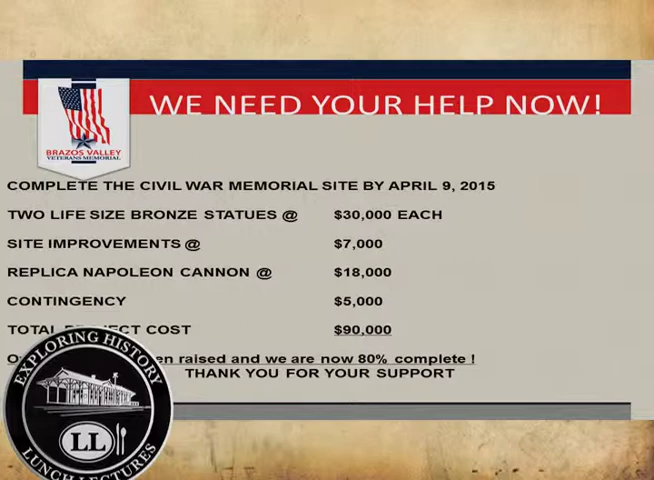 WE NEED YOUR HELP NOW!
BRAZOS VALLEY
VETERANS MEMORIAL
COMPLETE THE CIVIL WAR MEMORIAL SITE BY APRIL 9, 2015
TWO LIFE SIZE BRONZE STATUES @ $30,000 EACH
SITE IMPROVEMENTS @ $7,000
REPLICA NAPOLEON CANNON @ $18,000
CONTINGENCY $5,000
TOTAL COST $90,000
raised and we are now 80% complete !
THANK YOU FOR YOUR SUPPORT
EXPLORING HISTORY
LL
LUNCH LECTURES